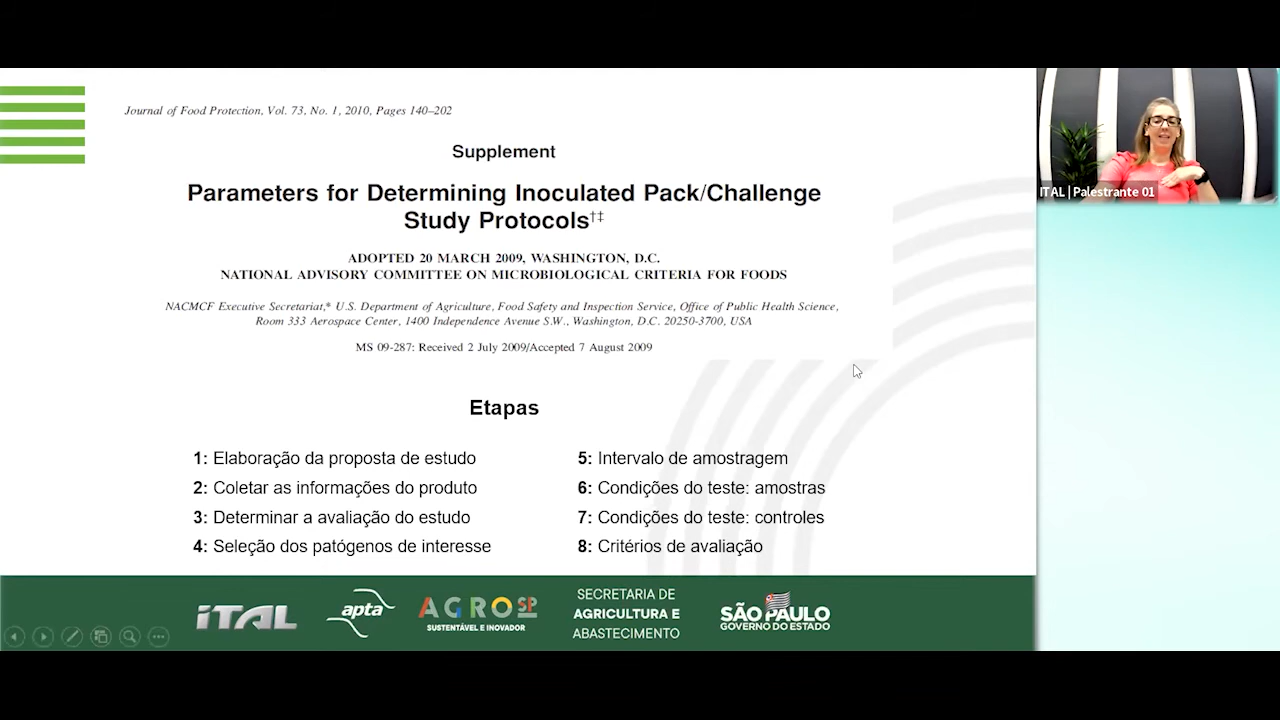 Journal of Food Protection, Vol. 73, No. 1, 2010, Pages 140–202
Supplement
Parameters for Determining Inoculated Pack/Challenge
Study Protocols†‡
ADOPTED 20 MARCH 2009, WASHINGTON, D.C.
NATIONAL ADVISORY COMMITTEE ON MICROBIOLOGICAL CRITERIA FOR FOODS
NACMCF Executive Secretariat,* U.S. Department of Agriculture, Food Safety and Inspection Service, Office of Public Health Science,
Room 333 Aerospace Center, 1400 Independence Avenue S.W., Washington, D.C. 20250-3700, USA
MS 09-287: Received 2 July 2009/Accepted 7 August 2009
ITAL | Palestrante 01
Etapas
1: Elaboração da proposta de estudo
2: Coletar as informações do produto
3: Determinar a avaliação do estudo
4: Seleção dos patógenos de interesse
5: Intervalo de amostragem
6: Condições do teste: amostras
7: Condições do teste: controles
8: Critérios de avaliação
iTAL
apta
AGROSP
SUSTENTÁVEL E INOVADOR
SECRETARIA DE
AGRICULTURA E
ABASTECIMENTO
SÃO PAULO
GOVERNO DO ESTADO